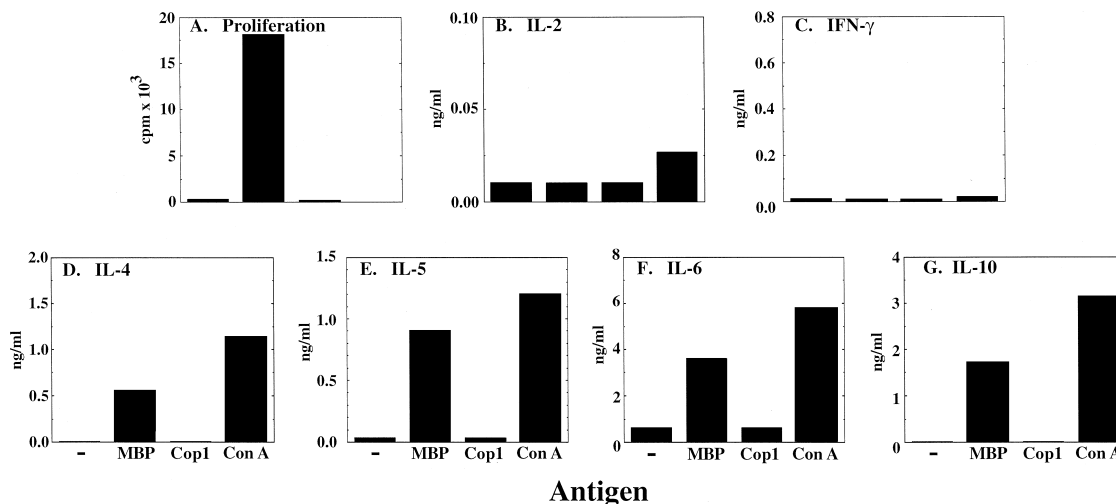 A. Proliferation
20
15
10
5
0
cpm x 10³
B. IL-2
0.10
0.05
0.00
ng/ml
C. IFN-γ
0.8
0.6
0.4
0.2
0.0
ng/ml
D. IL-4
2.0
1.5
1.0
0.5
0.0
ng/ml
- MBP Cop1 Con A
E. IL-5
1.5
1.0
0.5
0.0
ng/ml
- MBP Cop1 Con A
F. IL-6
8
6
4
2
0
ng/ml
- MBP Cop1 Con A
G. IL-10
4
3
2
1
0
ng/ml
- MBP Cop1 Con A
Antigen